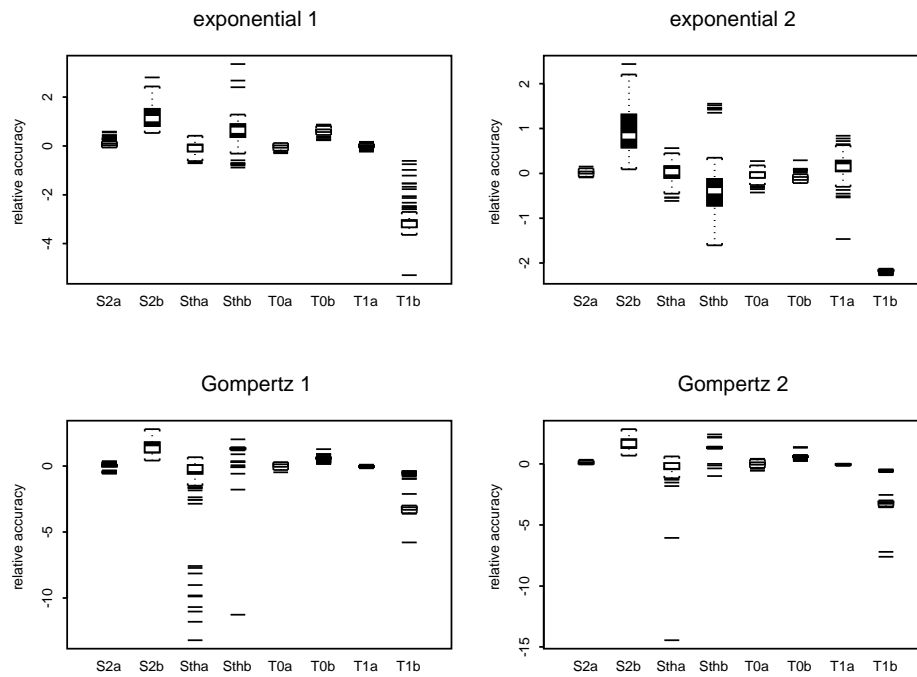 exponential 1
relative accuracy
2
0
-2
-4
S2a S2b Stha Sthb T0a T0b T1a T1b
exponential 2
relative accuracy
2
1
0
-1
-2
S2a S2b Stha Sthb T0a T0b T1a T1b
Gompertz 1
relative accuracy
0
-5
-10
S2a S2b Stha Sthb T0a T0b T1a T1b
Gompertz 2
relative accuracy
0
-5
-10
-15
S2a S2b Stha Sthb T0a T0b T1a T1b